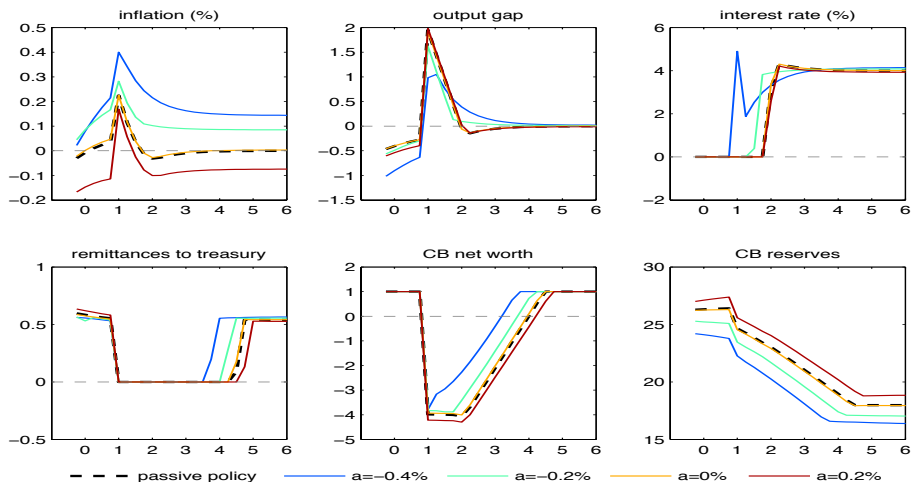 inflation (%)
0.5
0.4
0.3
0.2
0.1
0
−0.1
−0.2
0 1 2 3 4 5 6
output gap
2
1.5
1
0.5
0
−0.5
−1
−1.5
0 1 2 3 4 5 6
interest rate (%)
6
4
2
0
−2
0 1 2 3 4 5 6
remittances to treasury
1
0.5
0
−0.5
0 1 2 3 4 5 6
CB net worth
2
1
0
−1
−2
−3
−4
−5
0 1 2 3 4 5 6
CB reserves
30
25
20
15
0 1 2 3 4 5 6
passive policy a=−0.4% a=−0.2% a=0% a=0.2%